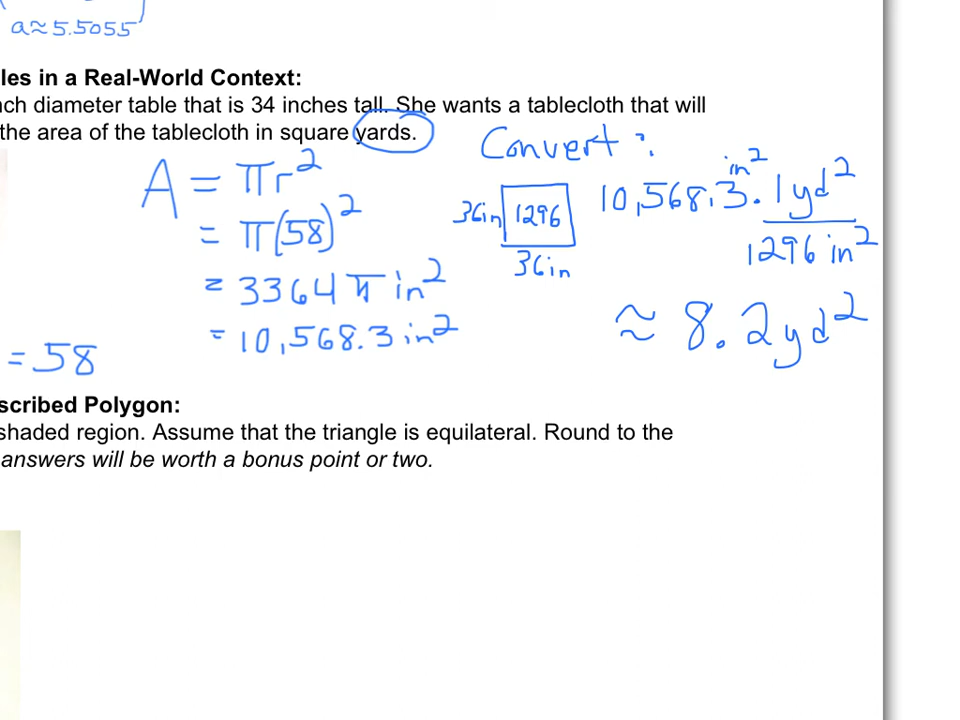 a≈5.5055
les in a Real-World Context:
ch diameter table that is 34 inches tall. She wants a tablecloth that will
the area of the tablecloth in square yards.
Convert:
A = πr²
= π(58)²
= 3364π in²
= 10,568.3 in²
= 58
36in 1296
36in
10,568.3 in² · 1yd²
1296 in²
≈ 8.2yd²
scribed Polygon:
shaded region. Assume that the triangle is equilateral. Round to the
answers will be worth a bonus point or two.